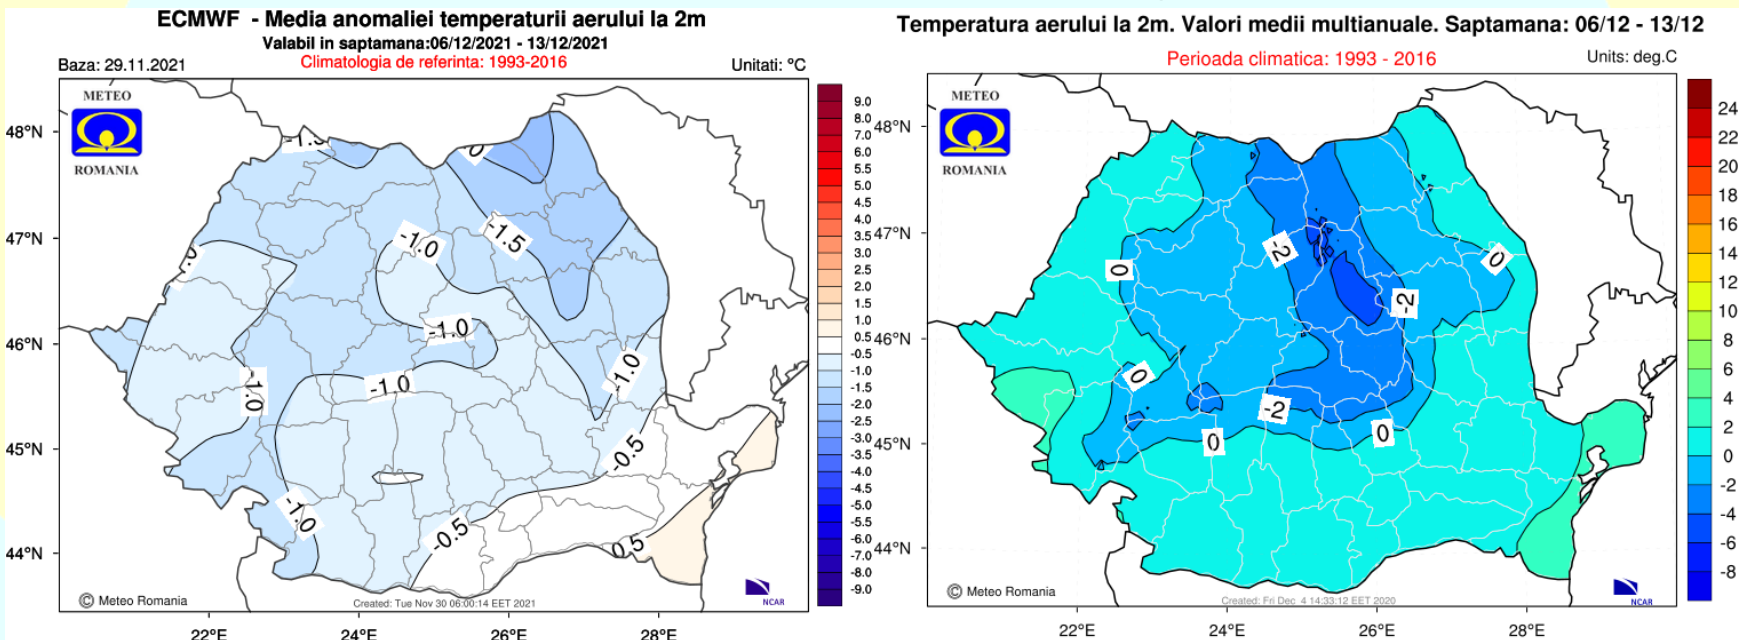 ECMWF - Media anomaliei temperaturii aerului la 2m
Valabil in saptamana:06/12/2021 - 13/12/2021
Climatologia de referinta: 1993-2016
Baza: 29.11.2021
Unitati: ºC
METEO
ROMANIA
48°N
47°N
46°N
45°N
44°N
22°E
24°E
26°E
28°E
-1.5
-1.0
-1.0
-1.0
-1.0
-1.0
-1.0
-0.5
-0.5
0.5
9.0
8.0
7.0
6.0
5.5
5.0
4.5
4.0
3.5
3.0
2.5
2.0
1.5
1.0
0.5
-0.5
-1.0
-1.5
-2.0
-2.5
-3.0
-3.5
-4.0
-4.5
-5.0
-5.5
-6.0
-7.0
-8.0
-9.0
© Meteo Romania
Created: Tue Nov 30 06:00:14 EET 2021
NCAR
Temperatura aerului la 2m. Valori medii multianuale. Saptamana: 06/12 - 13/12
Perioada climatica: 1993 - 2016
Units: deg.C
METEO
ROMANIA
48°N
47°N
46°N
45°N
44°N
22°E
24°E
26°E
28°E
0
-2
0
-2
0
-2
0
0
24
22
20
18
16
14
12
10
8
6
4
2
0
-2
-4
-6
-8
© Meteo Romania
Created: Fri Dec 4 14:33:12 EET 2020
NCAR